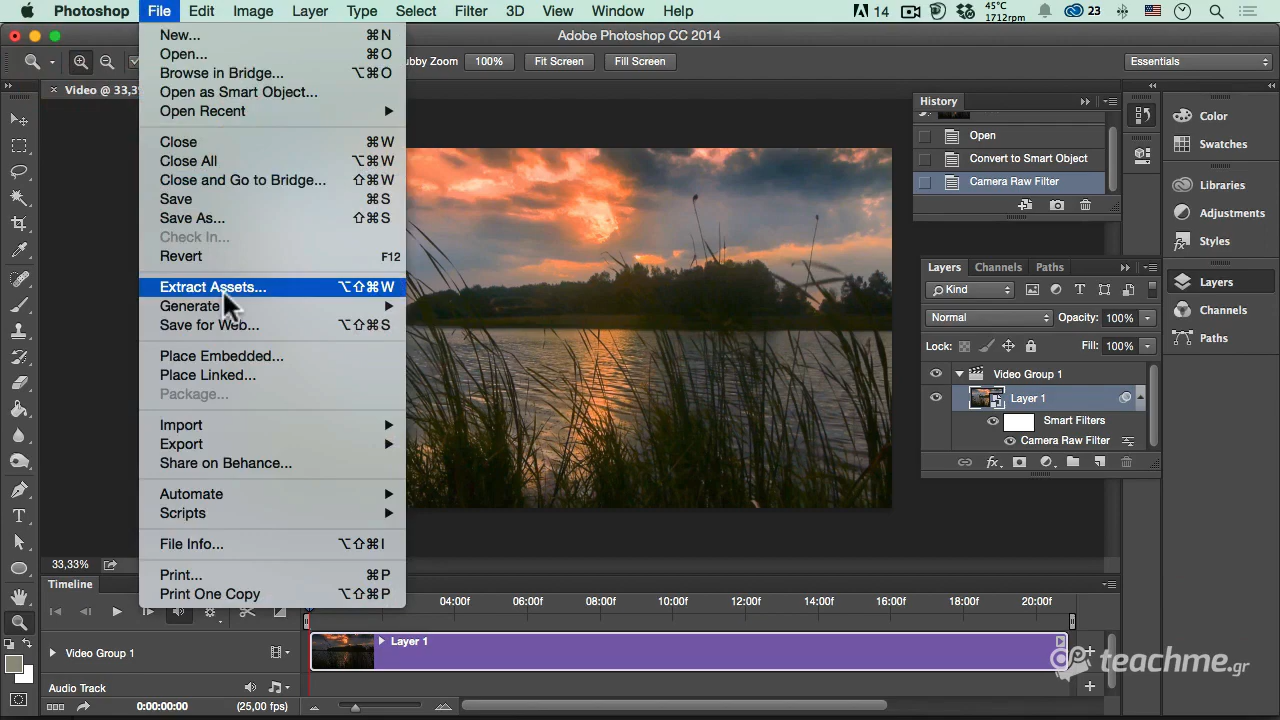 Photoshop File Edit Image Layer Type Select Filter 3D View Window Help 14 45°C 1712rpm 23
Adobe Photoshop CC 2014
ubby Zoom 100% Fit Screen Fill Screen Essentials
Video @ 33,3
New... ⌘N
Open... ⌘O
Browse in Bridge... ⌥⌘O
Open as Smart Object...
Open Recent
Close ⌘W
Close All ⌥⌘W
Close and Go to Bridge... ⇧⌘W
Save ⌘S
Save As... ⇧⌘S
Check In...
Revert F12
Extract Assets... ⌥⇧⌘W
Generate
Save for Web... ⌥⇧⌘S
Place Embedded...
Place Linked...
Package...
Import
Export
Share on Behance...
Automate
Scripts
File Info... ⌥⇧⌘I
Print... ⌘P
Print One Copy ⌥⇧⌘P
History
Open
Convert to Smart Object
Camera Raw Filter
Layers Channels Paths
Kind
Normal Opacity: 100%
Lock: Fill: 100%
Video Group 1
Layer 1
Smart Filters
Camera Raw Filter
Color
Swatches
Libraries
Adjustments
Styles
Layers
Channels
Paths
33,33%
Timeline
04:00f 06:00f 08:00f 10:00f 12:00f 14:00f 16:00f 18:00f 20:00f
Video Group 1
Layer 1
Audio Track
0:00:00:00 (25,00 fps)
teachme.gr